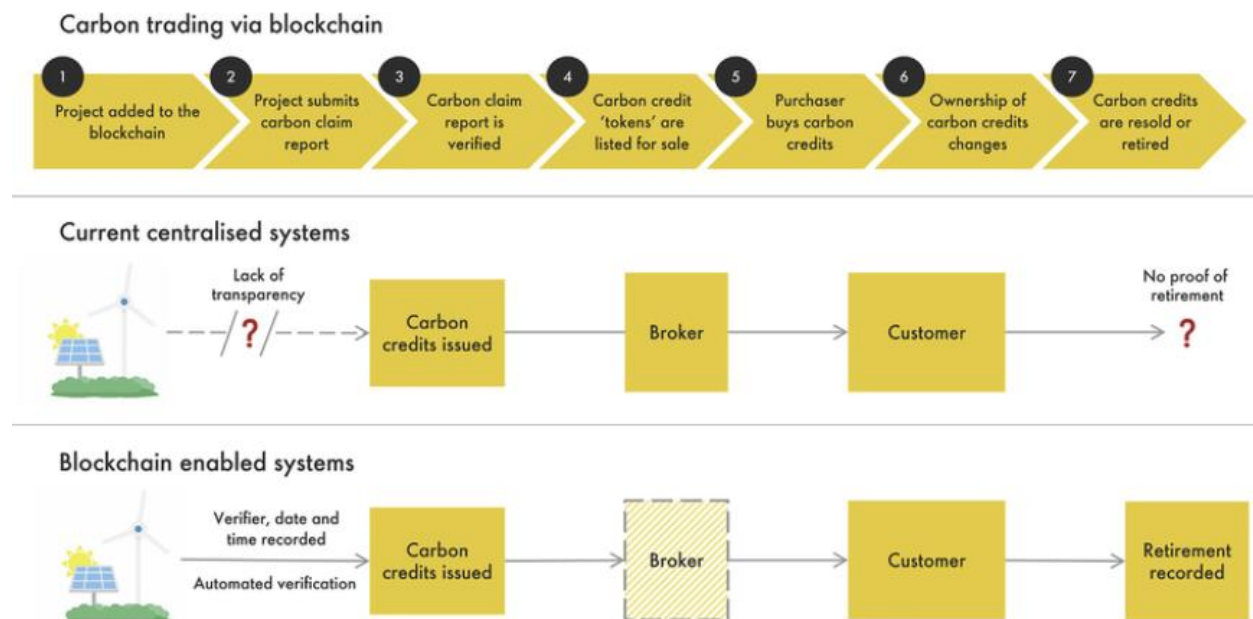 Carbon trading via blockchain
1
Project added to the
blockchain
2
Project submits
carbon claim
report
3
Carbon claim
report is
verified
4
Carbon credit
‘tokens’ are
listed for sale
5
Purchaser
buys carbon
credits
6
Ownership of
carbon credits
changes
7
Carbon credits
are resold or
retired
Current centralised systems
Lack of
transparency
?
Carbon
credits issued
Broker
Customer
No proof of
retirement
?
Blockchain enabled systems
Verifier, date and
time recorded
Automated verification
Carbon
credits issued
Broker
Customer
Retirement
recorded